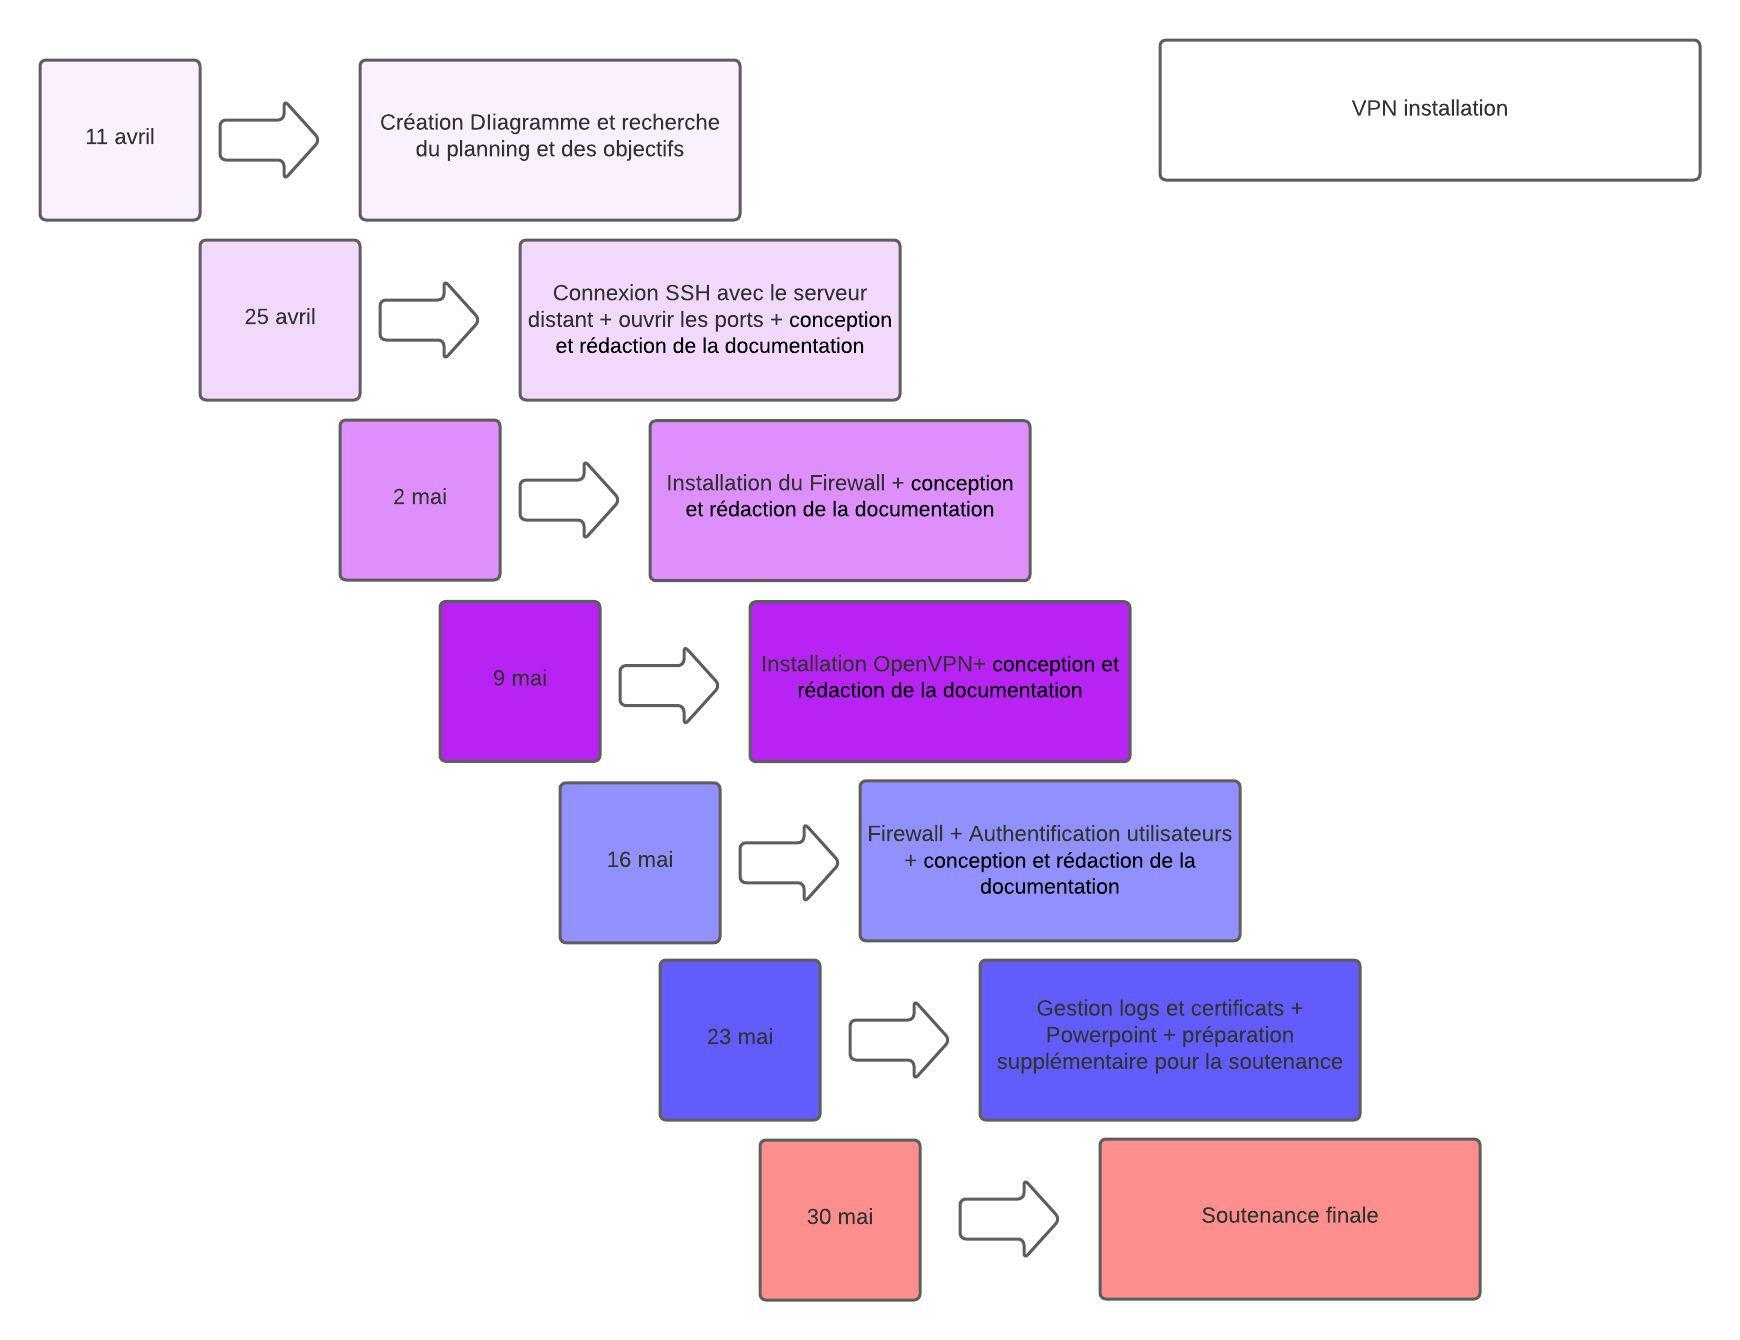 VPN installation
11 avril
Création DIiagramme et recherche
du planning et des objectifs
25 avril
Connexion SSH avec le serveur
distant + ouvrir les ports + conception
et rédaction de la documentation
2 mai
Installation du Firewall + conception
et rédaction de la documentation
9 mai
Installation OpenVPN+ conception et
rédaction de la documentation
16 mai
Firewall + Authentification utilisateurs
+ conception et rédaction de la
documentation
23 mai
Gestion logs et certificats +
Powerpoint + préparation
supplémentaire pour la soutenance
30 mai
Soutenance finale